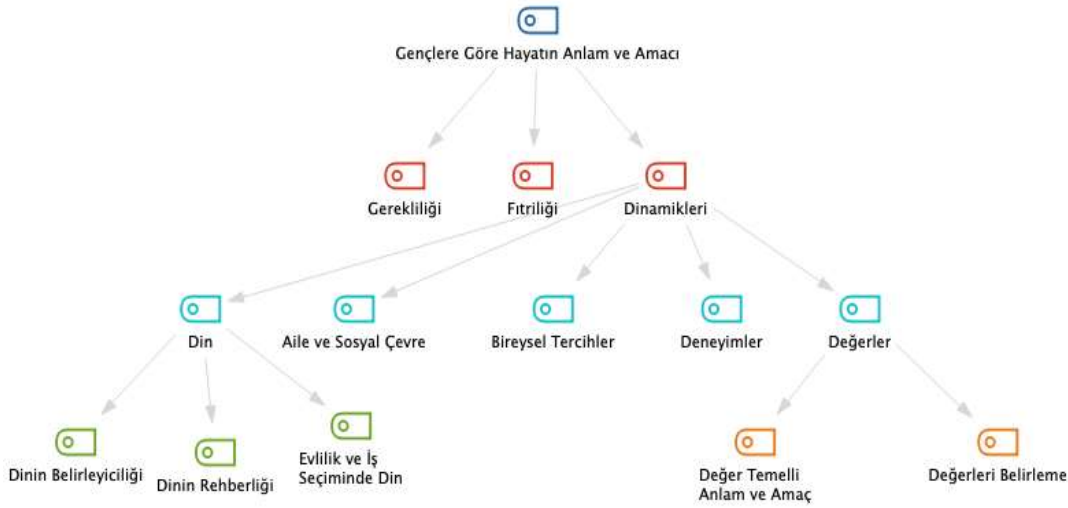 Gençlere Göre Hayatın Anlam ve Amacı
Gerekliliği
Fıtriliği
Dinamikleri
Din
Aile ve Sosyal Çevre
Bireysel Tercihler
Deneyimler
Değerler
Dinin Belirleyiciliği
Dinin Rehberliği
Evlilik ve İş
Seçiminde Din
Değer Temelli
Anlam ve Amaç
Değerleri Belirleme